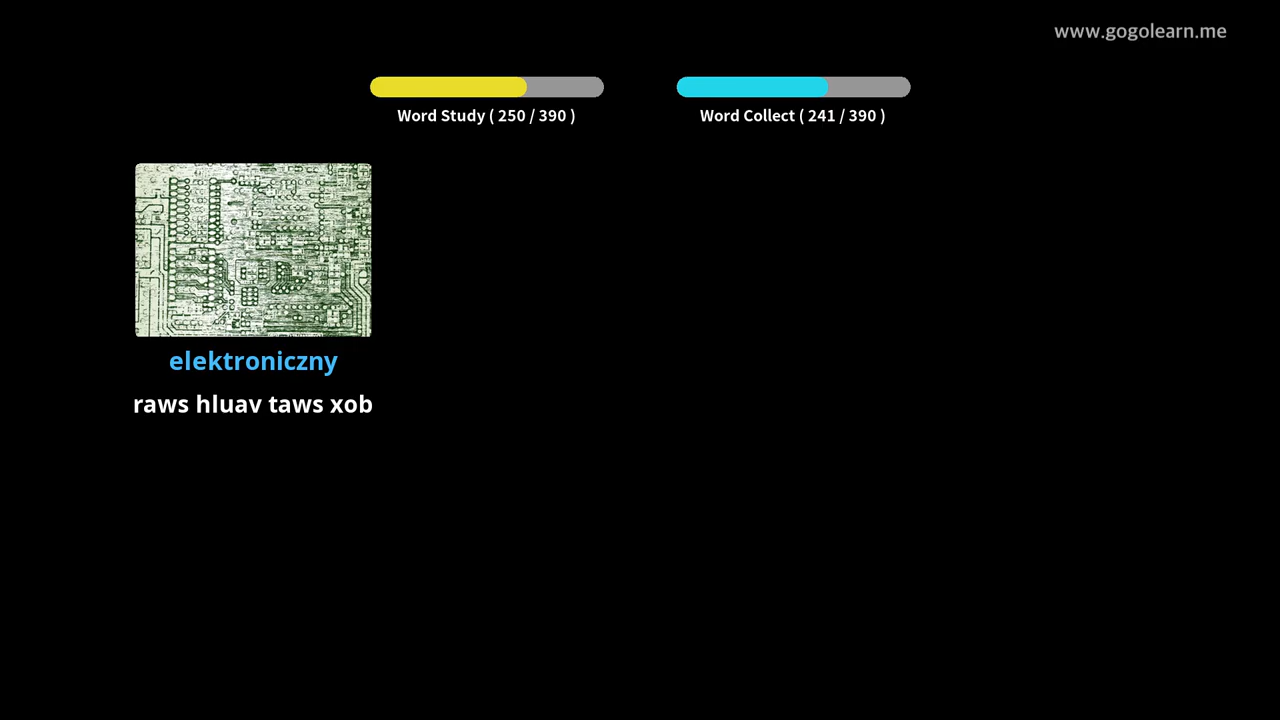 www.gogolearn.me
Word Study ( 250 / 390 )
Word Collect ( 241 / 390 )
elektroniczny
raws hluav taws xob